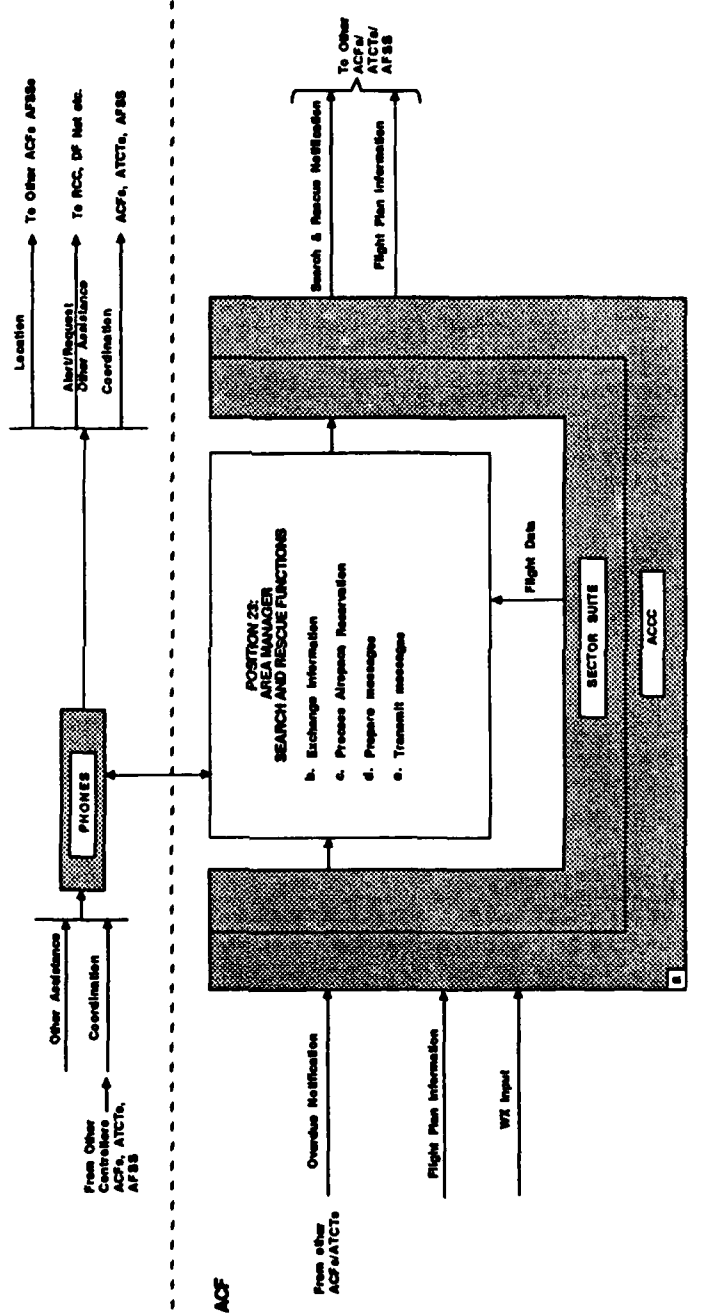 Location
To Other ACFs AFSSs
Alert/Request
Other Assistance
To RCC, DF Net etc.
Coordination
ACFs, ATCTs, AFSS
PHONES
Other Assistance
Coordination
From Other
Controllers
ACFs, ATCTs,
AFSS
ACF
From other
ACFs/ATCTs
Overdue Notification
Flight Plan Information
WX Input
POSITION 23:
AREA MANAGER
SEARCH AND RESCUE FUNCTIONS
b. Exchange Information
c. Process Airspace Reservation
d. Prepare messages
e. Transmit messages
Flight Data
SECTOR SUITE
ACCC
a
Search & Rescue Notification
Flight Plan Information
To Other
ACFs/
ATCTs/
AFSS